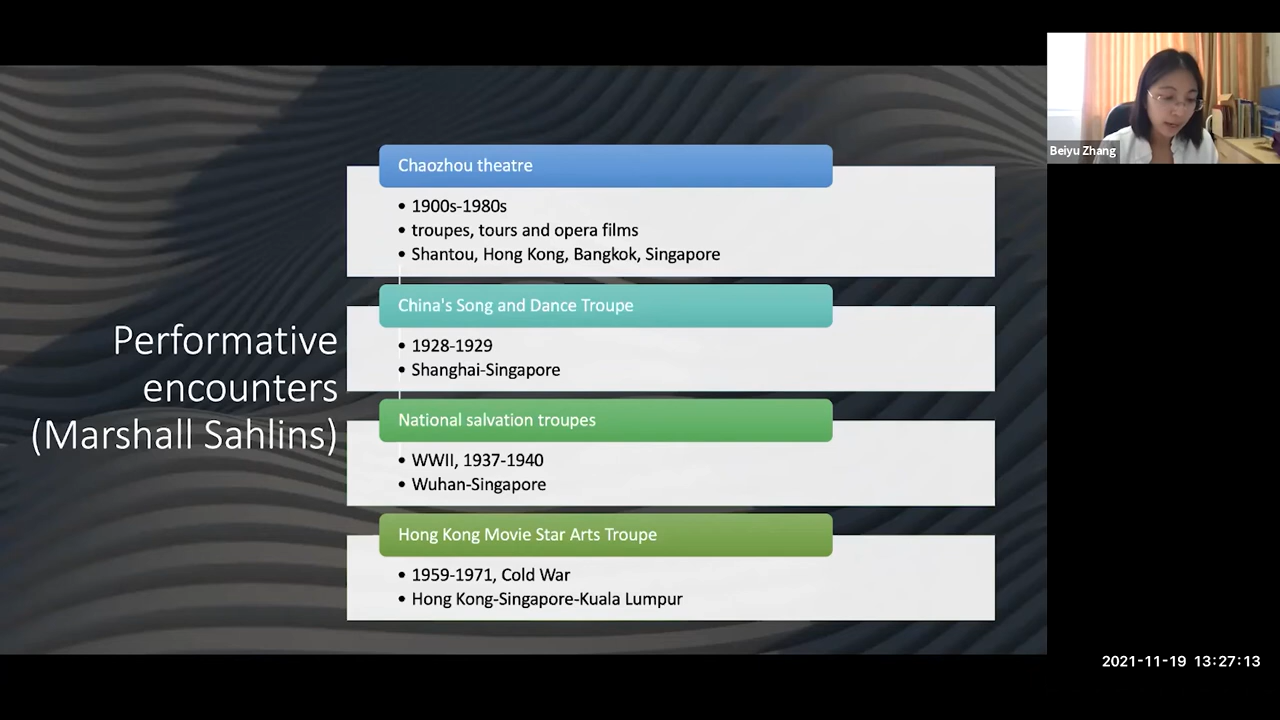 Performative
encounters
(Marshall Sahlins)
Chaozhou theatre
• 1900s-1980s
• troupes, tours and opera films
• Shantou, Hong Kong, Bangkok, Singapore
China's Song and Dance Troupe
• 1928-1929
• Shanghai-Singapore
National salvation troupes
• WWII, 1937-1940
• Wuhan-Singapore
Hong Kong Movie Star Arts Troupe
• 1959-1971, Cold War
• Hong Kong-Singapore-Kuala Lumpur
Beiyu Zhang
2021-11-19 13:27:13